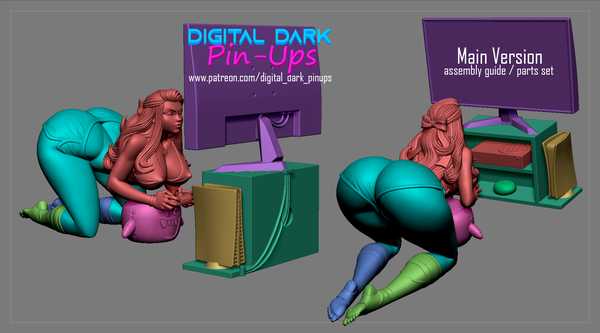 DIGITAL DARK
Pin-Ups
www.patreon.com/digital_dark_pinups
Main Version
assembly guide / parts set